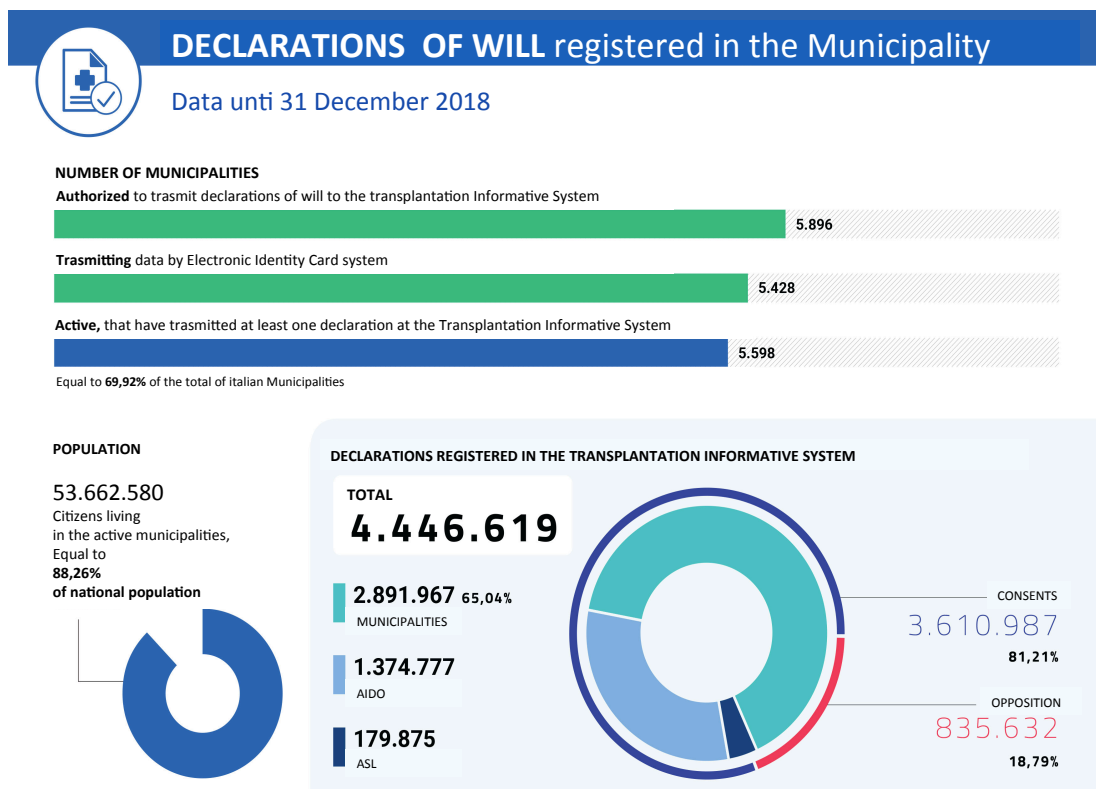 DECLARATIONS OF WILL registered in the Municipality
Data unti 31 December 2018
NUMBER OF MUNICIPALITIES
Authorized to trasmit declarations of will to the transplantation Informative System
5.896
Trasmitting data by Electronic Identity Card system
5.428
Active, that have trasmitted at least one declaration at the Transplantation Informative System
5.598
Equal to 69,92% of the total of italian Municipalities
POPULATION
53.662.580
Citizens living
in the active municipalities,
Equal to
88,26%
of national population
DECLARATIONS REGISTERED IN THE TRANSPLANTATION INFORMATIVE SYSTEM
TOTAL
4.446.619
2.891.967 65,04%
MUNICIPALITIES
1.374.777
AIDO
179.875
ASL
CONSENTS
3.610.987
81,21%
OPPOSITION
835.632
18,79%